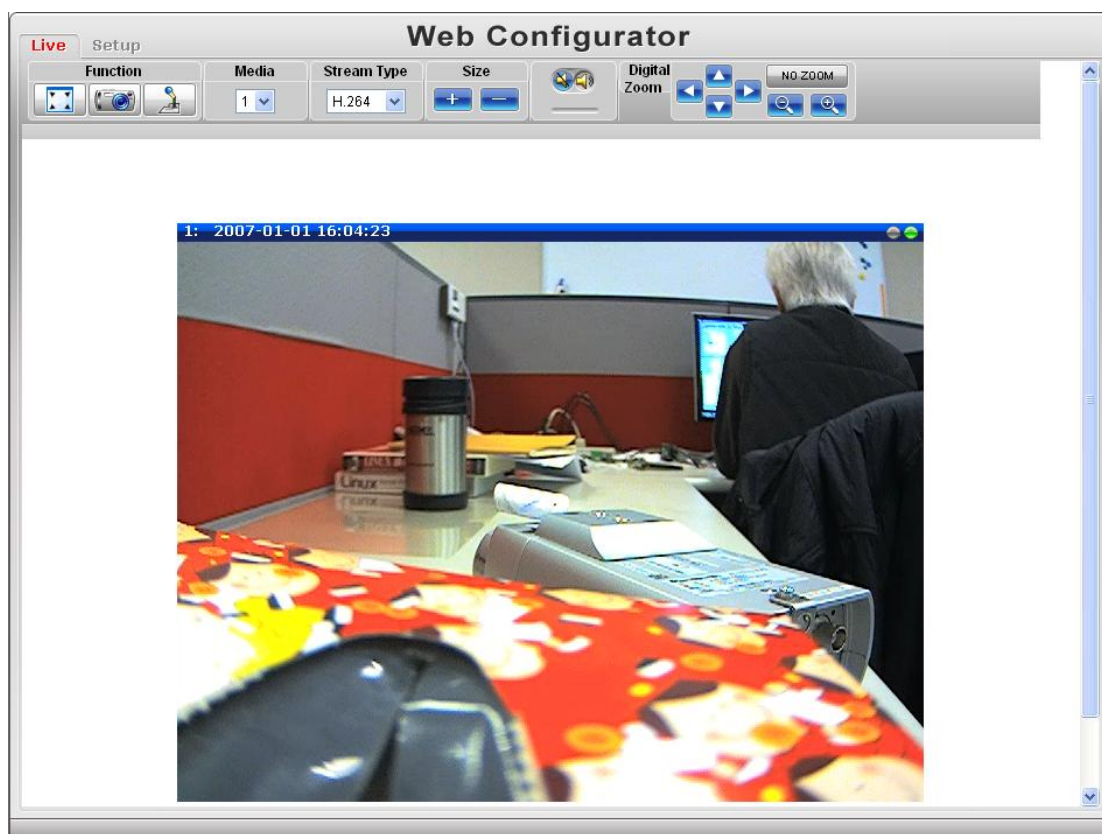 Web Configurator
Live Setup
Function Media Stream Type Size Digital Zoom
1 H.264 NO ZOOM
1: 2007-01-01 16:04:23
LINUX
Linux